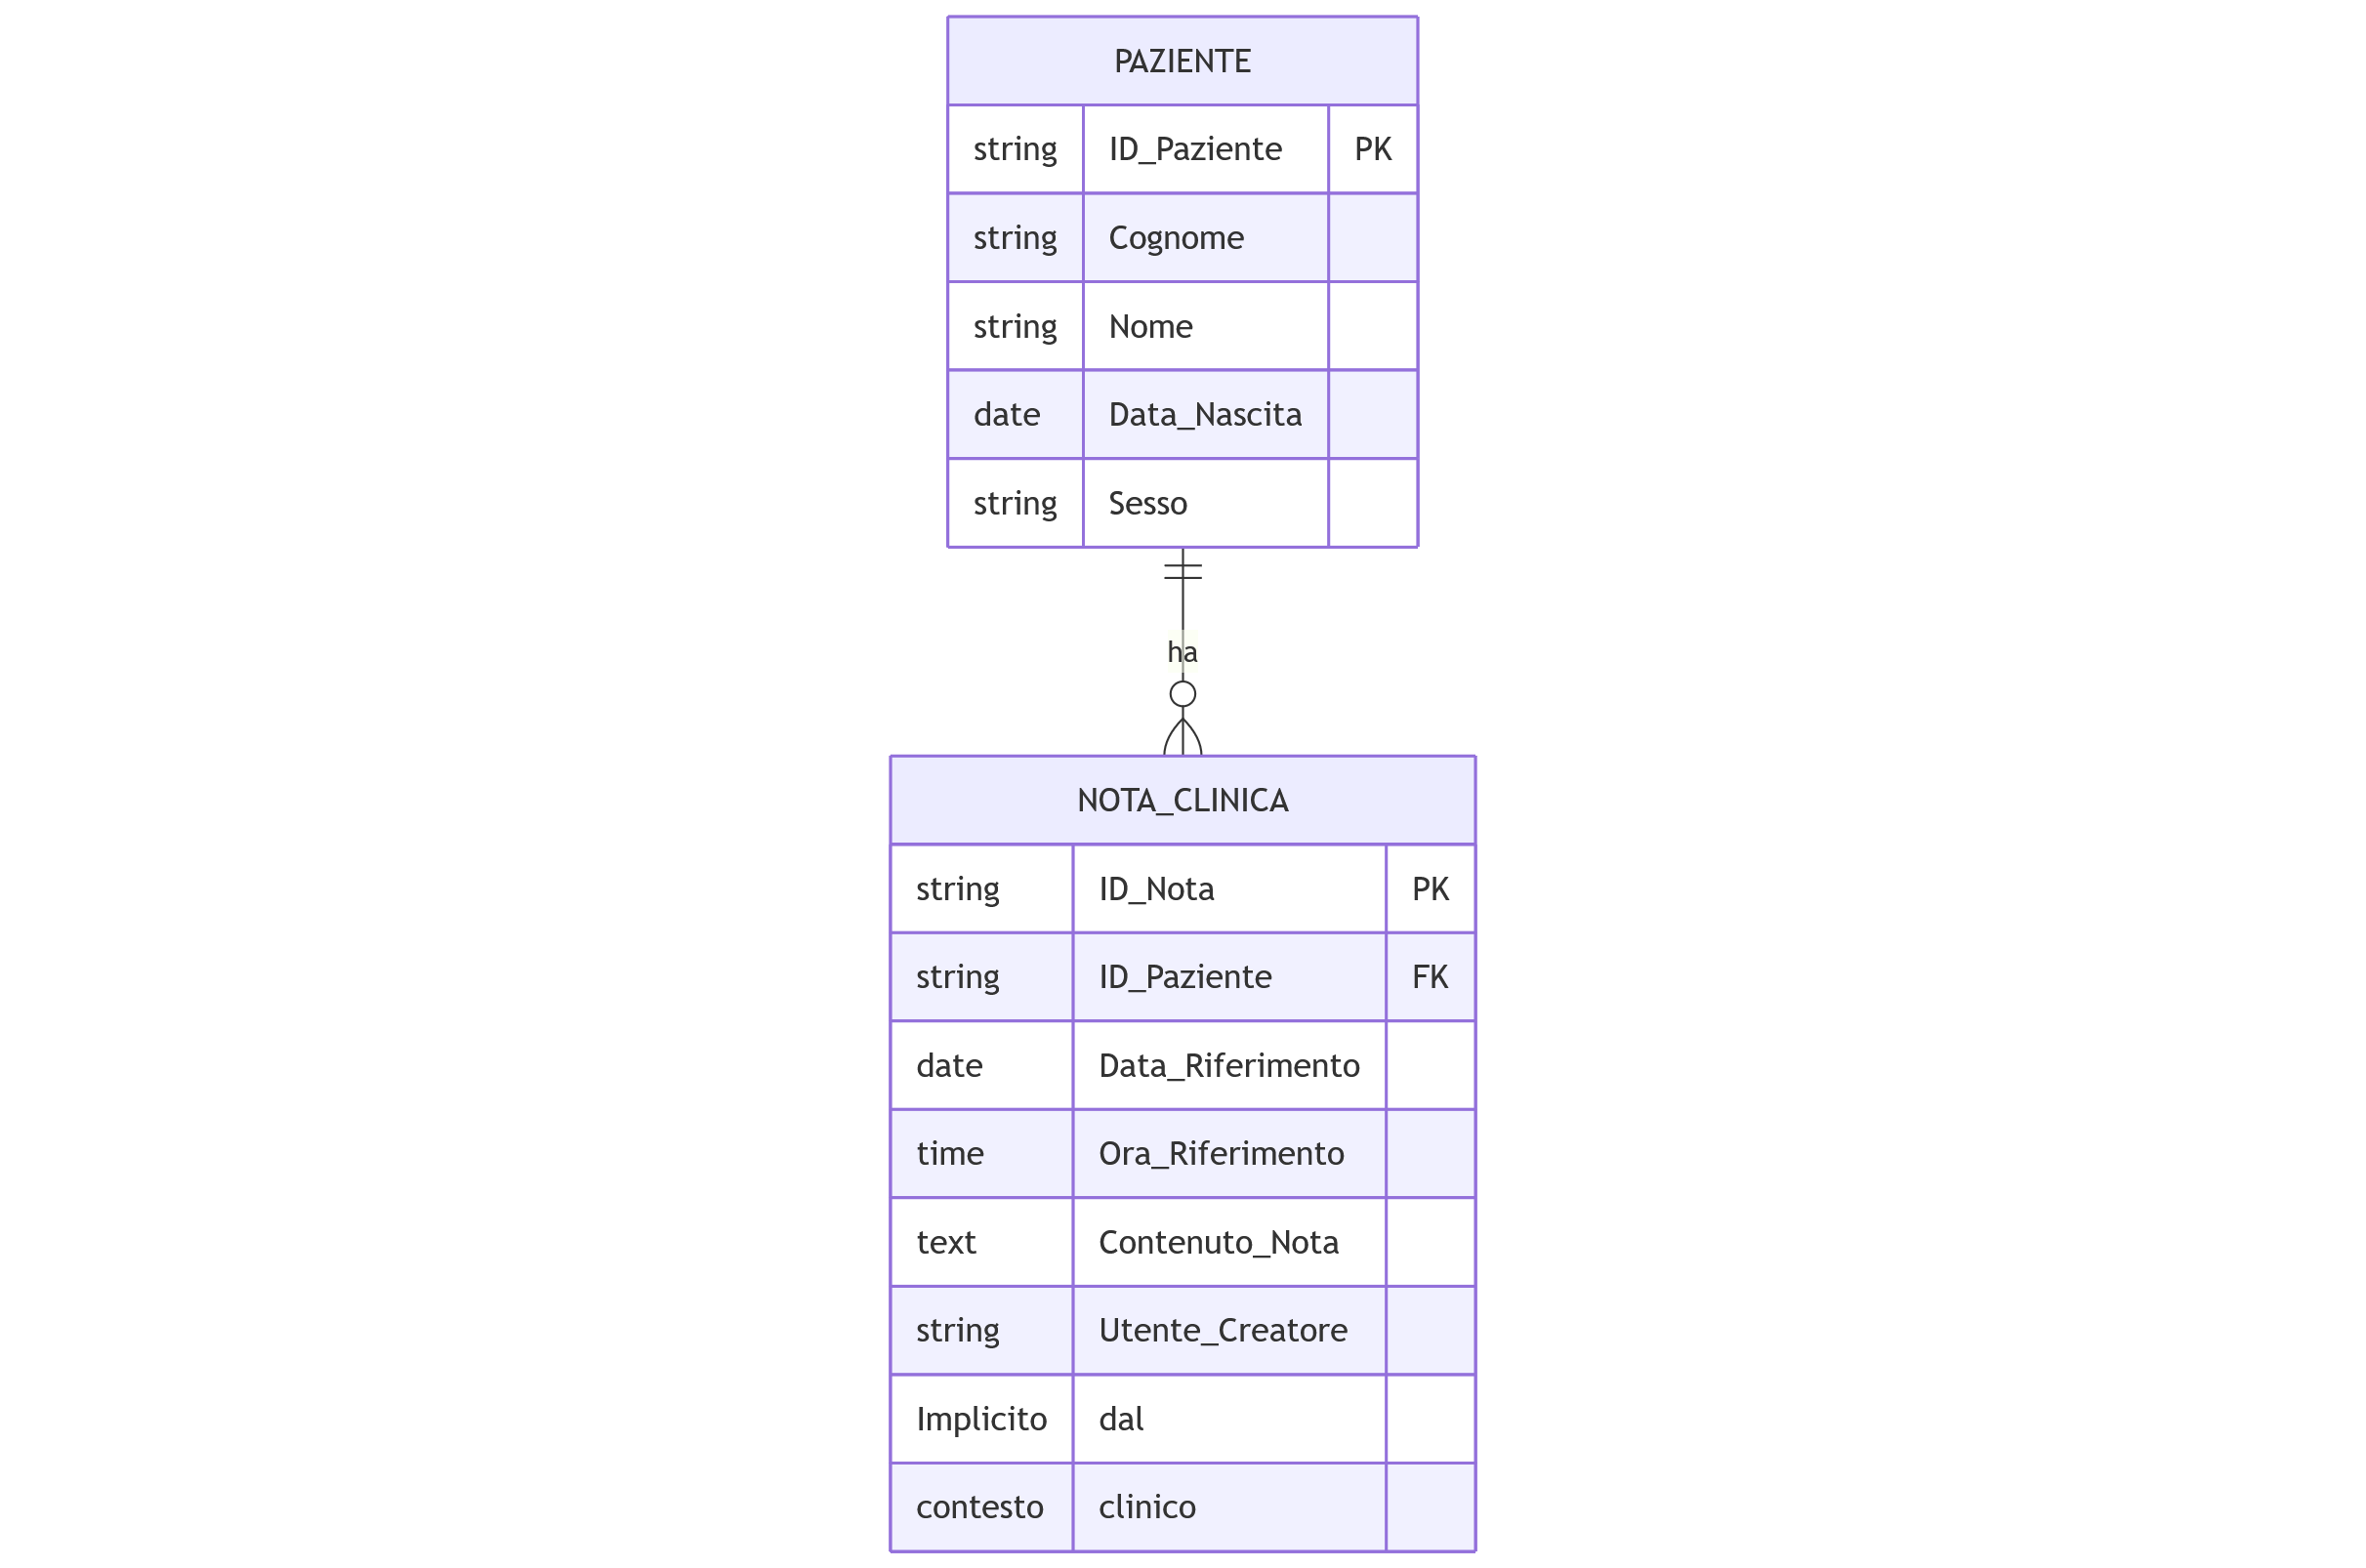 PAZIENTE
string ID_Paziente PK
string Cognome
string Nome
date Data_Nascita
string Sesso
ha
NOTA_CLINICA
string ID_Nota PK
string ID_Paziente FK
date Data_Riferimento
time Ora_Riferimento
text Contenuto_Nota
string Utente_Creatore
Implicito dal
contesto clinico